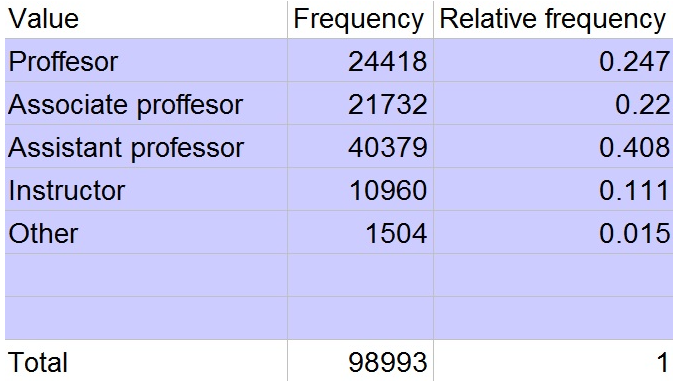 Value Frequency Relative frequency
Proffesor 24418 0.247
Associate proffesor 21732 0.22
Assistant professor 40379 0.408
Instructor 10960 0.111
Other 1504 0.015
Total 98993 1